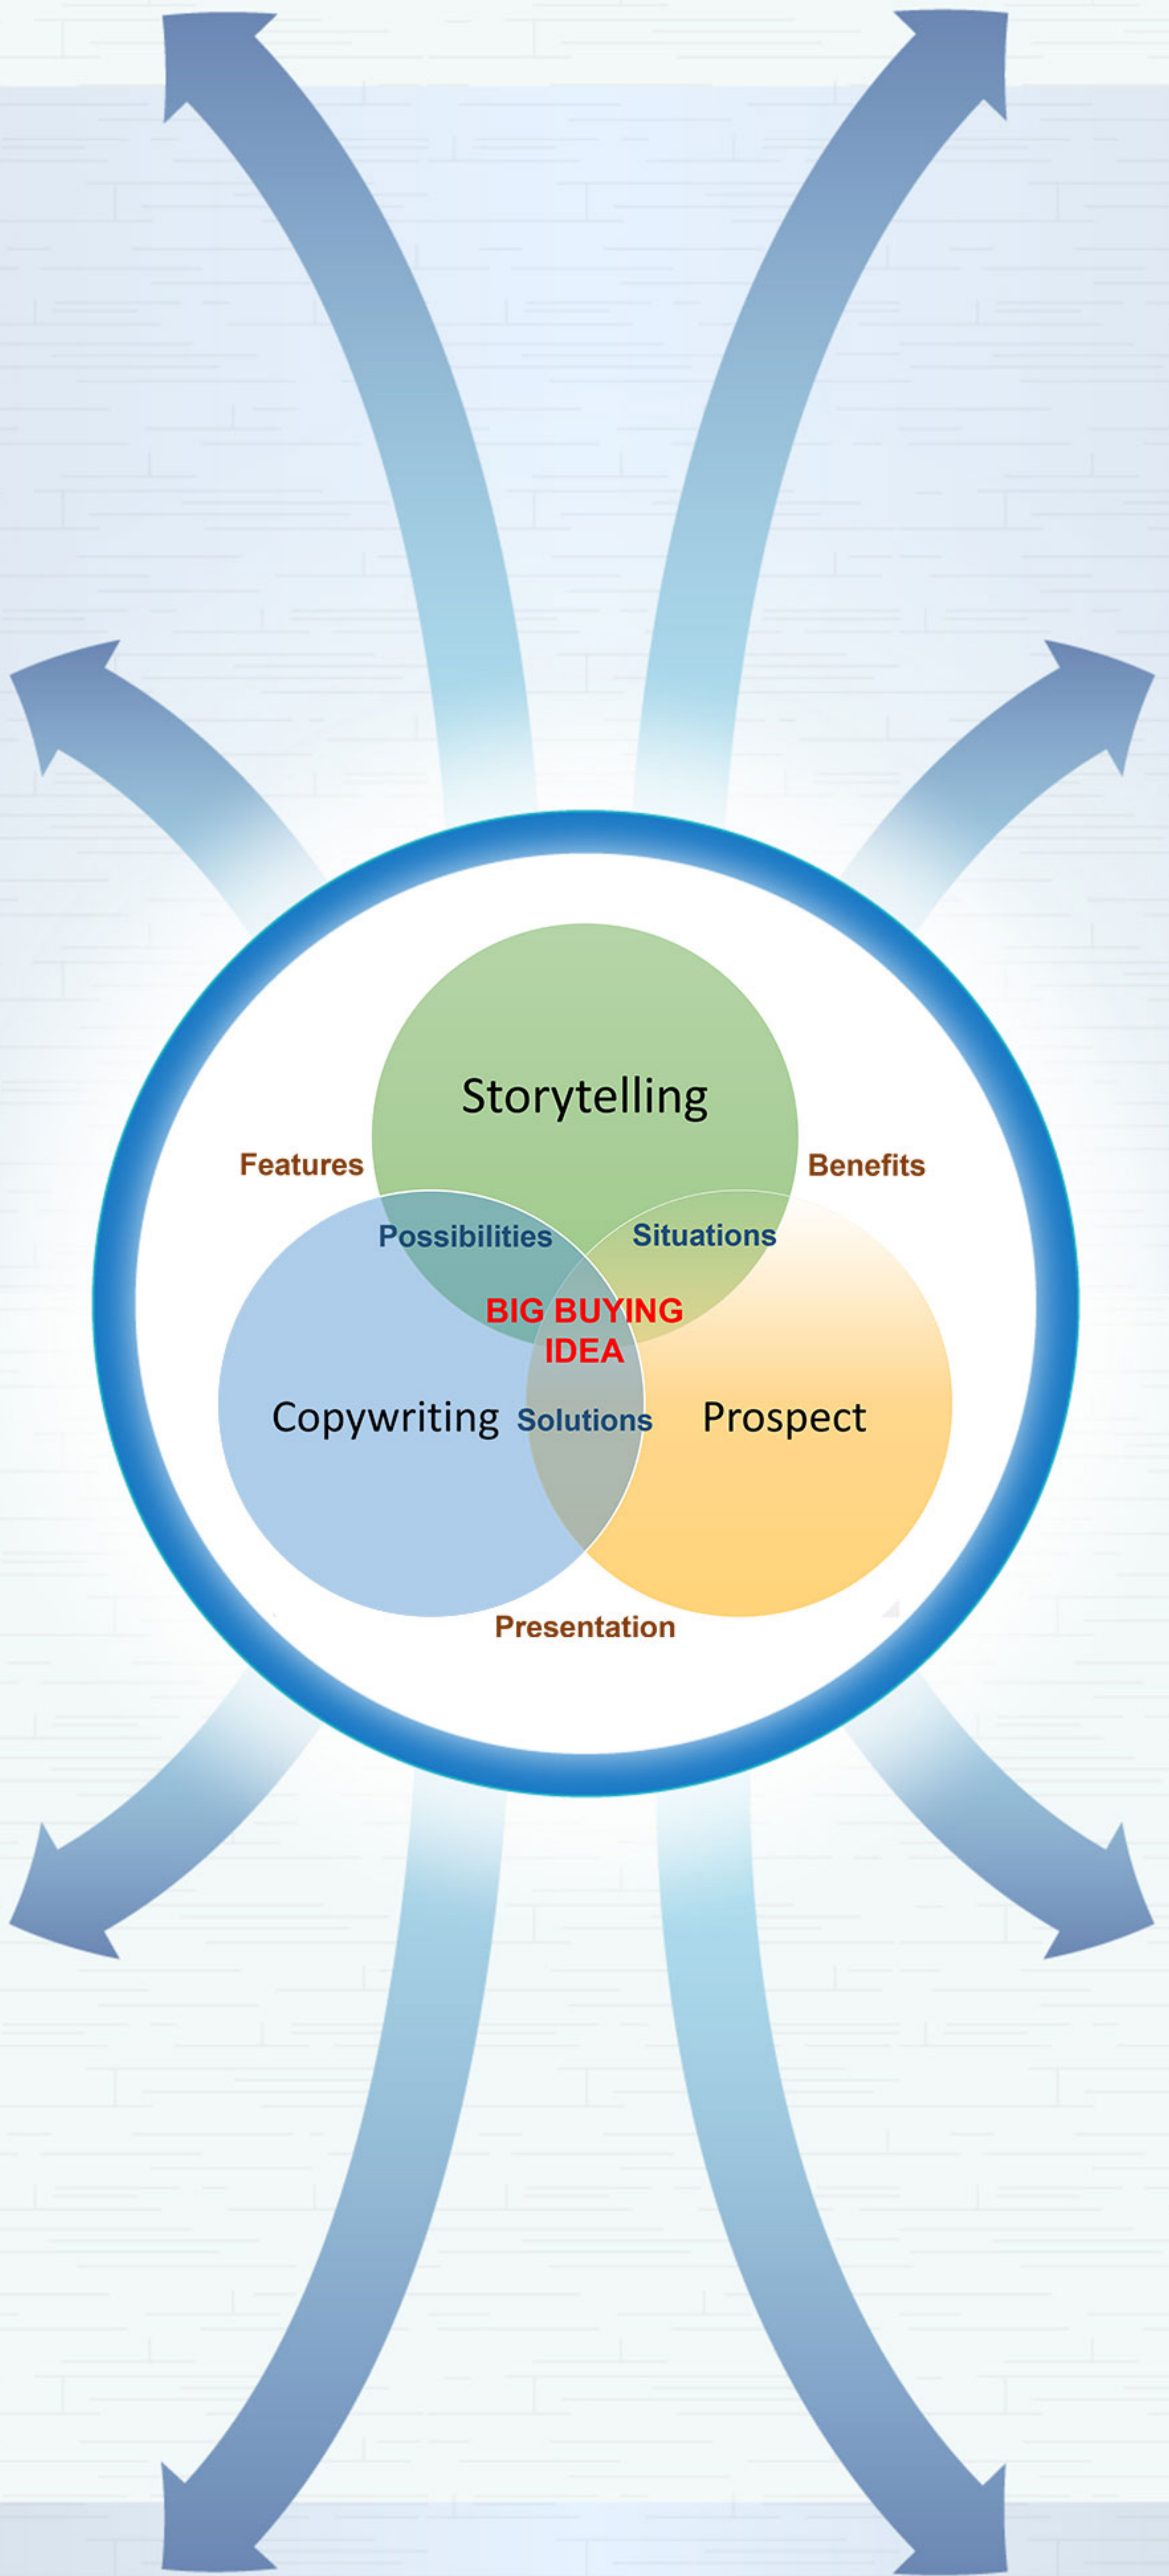 Storytelling
Features
Benefits
Possibilities
Situations
BIG BUYING
IDEA
Copywriting
Solutions
Prospect
Presentation